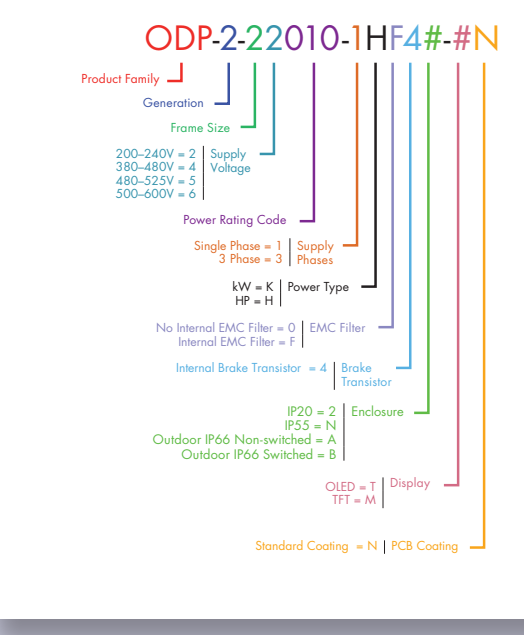 ODP-2-22010-1HF4#-#N
Product Family
Generation
Frame Size
200–240V = 2
380–480V = 4
480–525V = 5
500–600V = 6
Supply
Voltage
Power Rating Code
Single Phase = 1
3 Phase = 3
Supply
Phases
kW = K
HP = H
Power Type
No Internal EMC Filter = 0
Internal EMC Filter = F
EMC Filter
Internal Brake Transistor = 4
Brake
Transistor
IP20 = 2
IP55 = N
Outdoor IP66 Non-switched = A
Outdoor IP66 Switched = B
Enclosure
OLED = T
TFT = M
Display
Standard Coating = N
PCB Coating